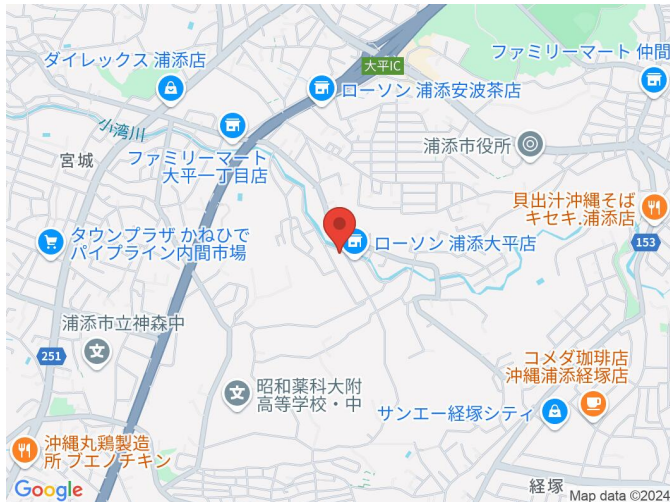 ダイレックス 浦添店
大平IC
ファミリーマート 仲間
ローソン 浦添安波茶店
小湾川
浦添市役所
宮城
ファミリーマート
大平一丁目店
貝出汁沖縄そば
キセキ.浦添店
タウンプラザ かねひで
パイプライン内間市場
ローソン 浦添大平店
153
浦添市立神森中
251
昭和薬科大附
高等学校・中
コメダ珈琲店
沖縄浦添経塚店
サンエー経塚シティ
沖縄丸鶏製造
所 ブエノチキン
経塚
Google
Map data ©2024